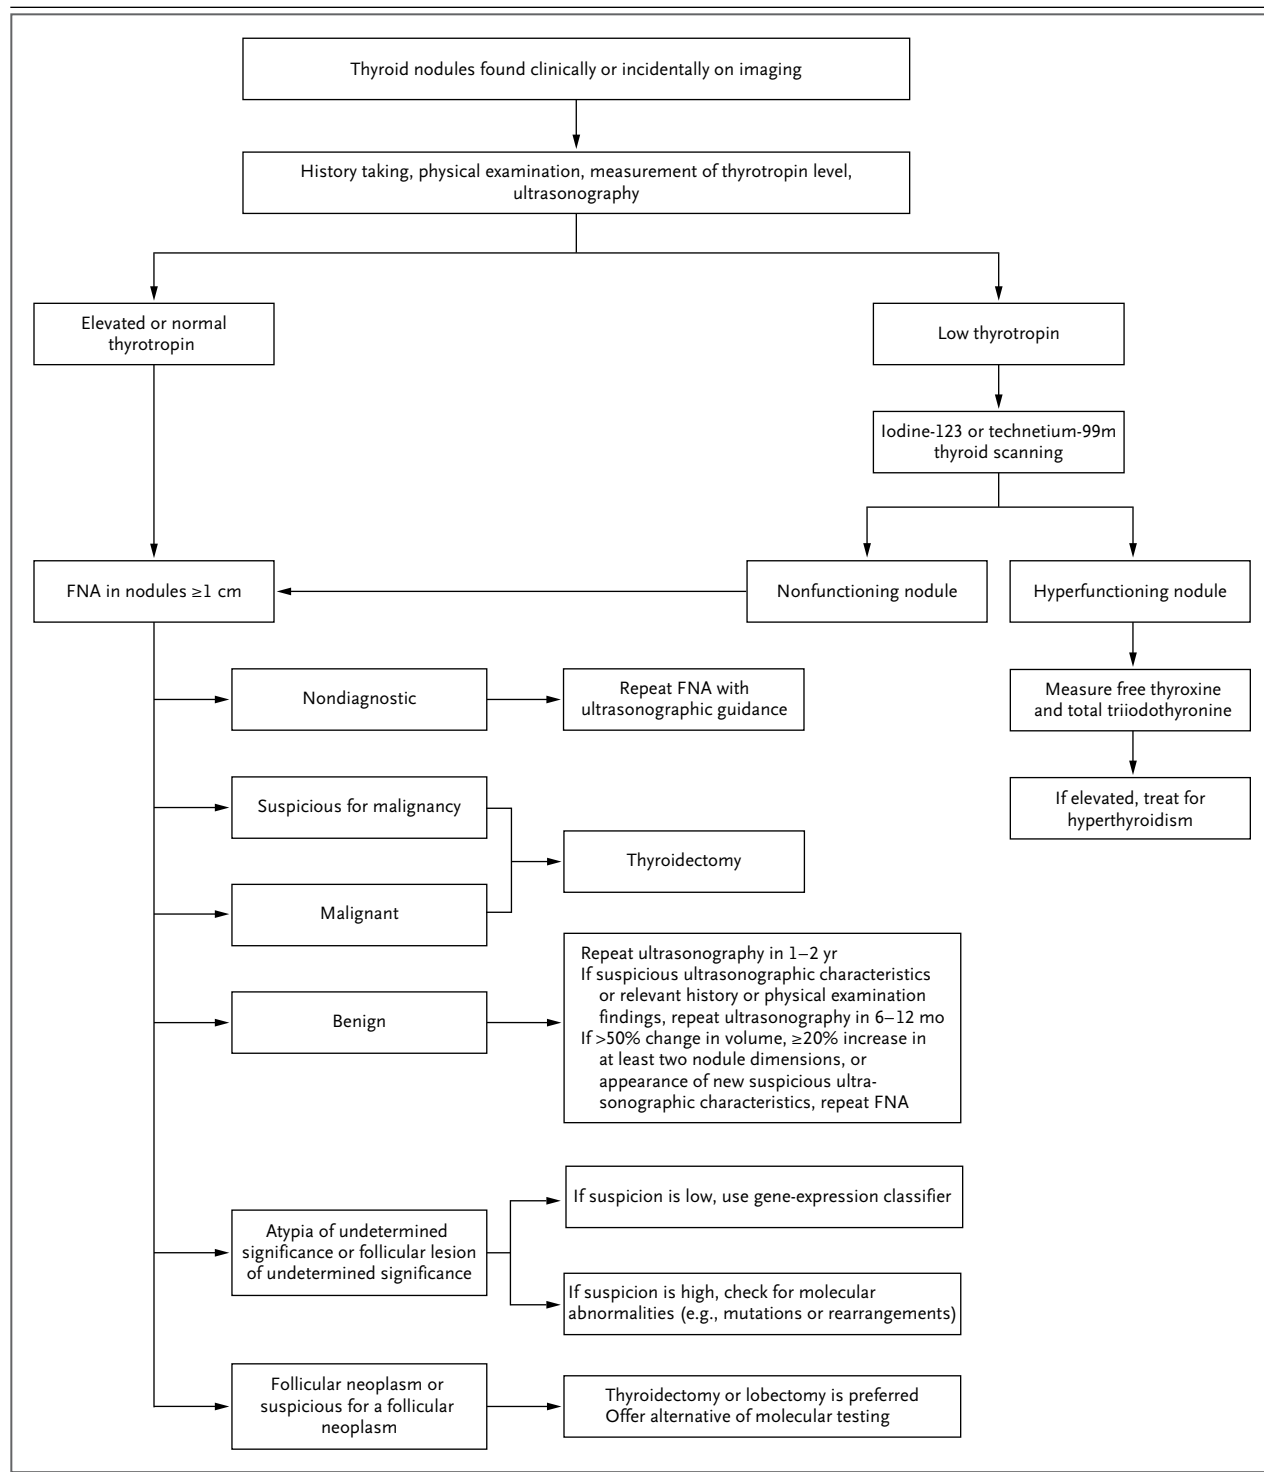 Thyroid nodules found clinically or incidentally on imaging
History taking, physical examination, measurement of thyrotropin level,
ultrasonography
Elevated or normal
thyrotropin
Low thyrotropin
Iodine-123 or technetium-99m
thyroid scanning
FNA in nodules ≥1 cm
Nonfunctioning nodule
Hyperfunctioning nodule
Nondiagnostic
Repeat FNA with
ultrasonographic guidance
Measure free thyroxine
and total triiodothyronine
Suspicious for malignancy
If elevated, treat for
hyperthyroidism
Thyroidectomy
Malignant
Benign
Repeat ultrasonography in 1–2 yr
If suspicious ultrasonographic characteristics
or relevant history or physical examination
findings, repeat ultrasonography in 6–12 mo
If >50% change in volume, ≥20% increase in
at least two nodule dimensions, or
appearance of new suspicious ultra-
sonographic characteristics, repeat FNA
Atypia of undetermined
significance or follicular lesion
of undetermined significance
If suspicion is low, use gene-expression classifier
If suspicion is high, check for molecular
abnormalities (e.g., mutations or rearrangements)
Follicular neoplasm or
suspicious for a follicular
neoplasm
Thyroidectomy or lobectomy is preferred
Offer alternative of molecular testing